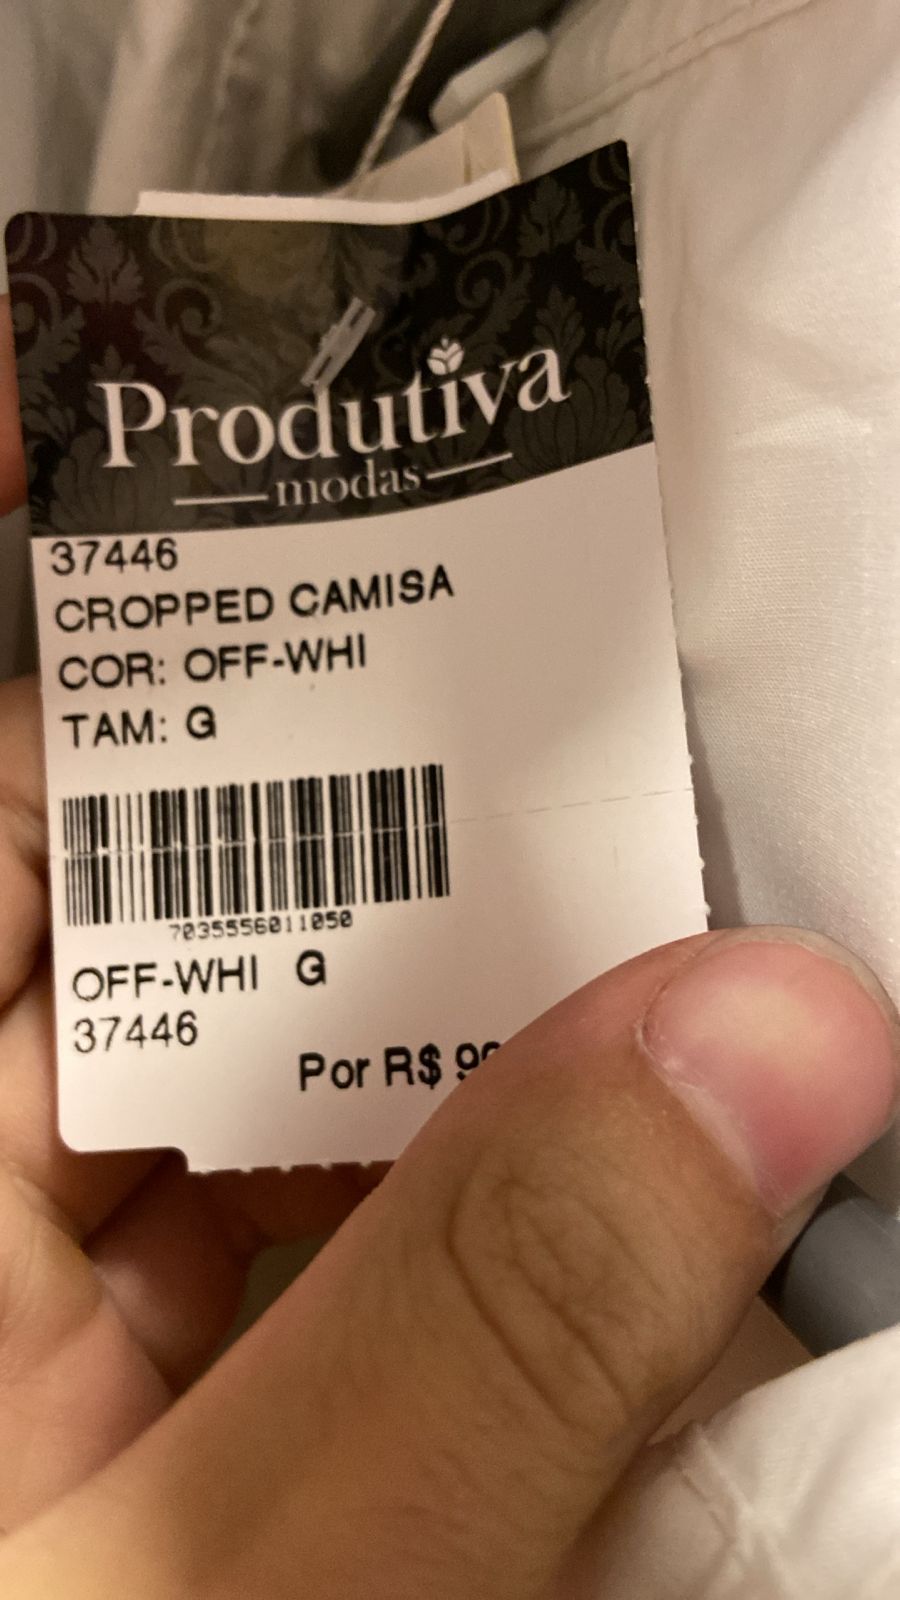 Produtiva
modas
37446
CROPPED CAMISA
COR: OFF-WHI
TAM: G
7035556011050
OFF-WHI G
37446
Por R$